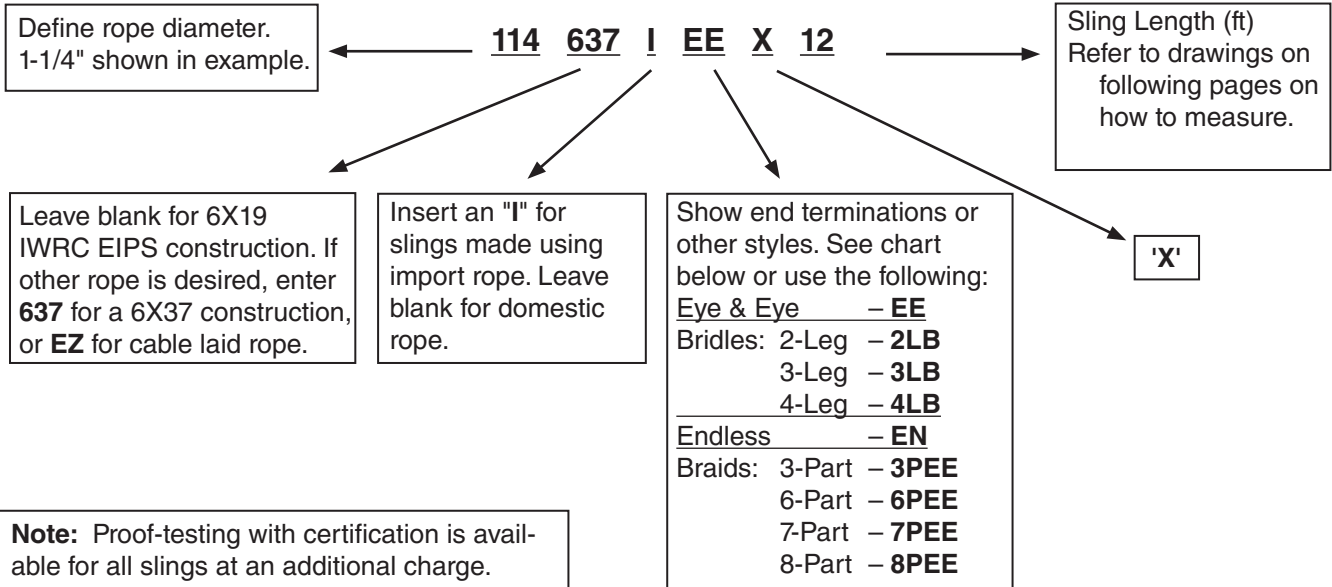 Define rope diameter.
1-1/4" shown in example.
114 637 I EE X 12
Sling Length (ft)
Refer to drawings on
following pages on
how to measure.
Leave blank for 6X19
IWRC EIPS construction. If
other rope is desired, enter
637 for a 6X37 construction,
or EZ for cable laid rope.
Insert an "I" for
slings made using
import rope. Leave
blank for domestic
rope.
Show end terminations or
other styles. See chart
below or use the following:
Eye & Eye – EE
Bridles: 2-Leg – 2LB
3-Leg – 3LB
4-Leg – 4LB
Endless – EN
Braids: 3-Part – 3PEE
6-Part – 6PEE
7-Part – 7PEE
8-Part – 8PEE
'X'
Note: Proof-testing with certification is avail-
able for all slings at an additional charge.